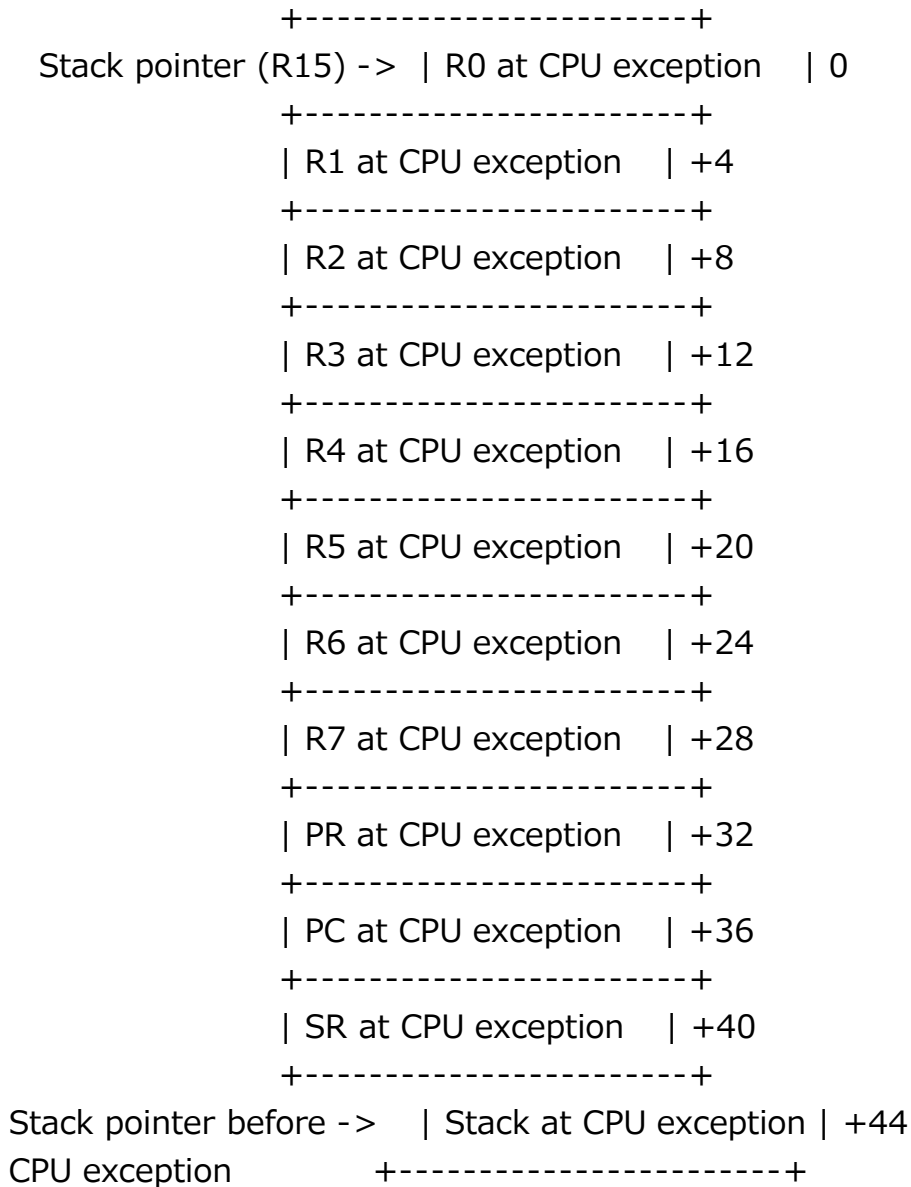 +------------------------+
Stack pointer (R15) -> | R0 at CPU exception | 0
+------------------------+
| R1 at CPU exception | +4
+------------------------+
| R2 at CPU exception | +8
+------------------------+
| R3 at CPU exception | +12
+------------------------+
| R4 at CPU exception | +16
+------------------------+
| R5 at CPU exception | +20
+------------------------+
| R6 at CPU exception | +24
+------------------------+
| R7 at CPU exception | +28
+------------------------+
| PR at CPU exception | +32
+------------------------+
| PC at CPU exception | +36
+------------------------+
| SR at CPU exception | +40
+------------------------+
Stack pointer before -> | Stack at CPU exception | +44
CPU exception +------------------------+